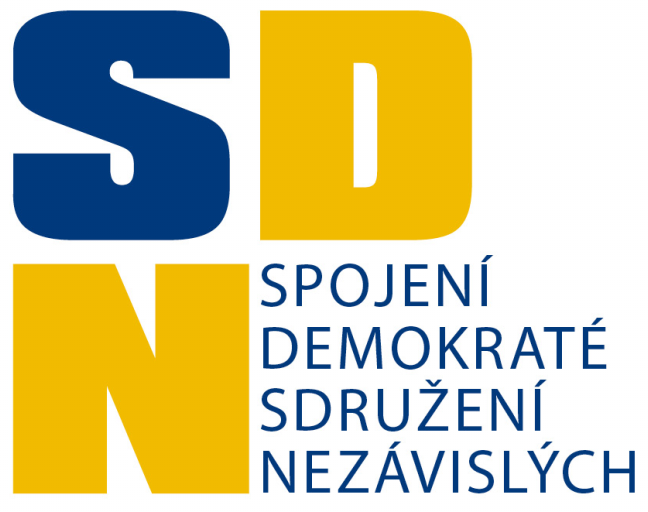 SD
N
SPOJENÍ
DEMOKRATÉ
SDRUŽENÍ
NEZÁVISLÝCH